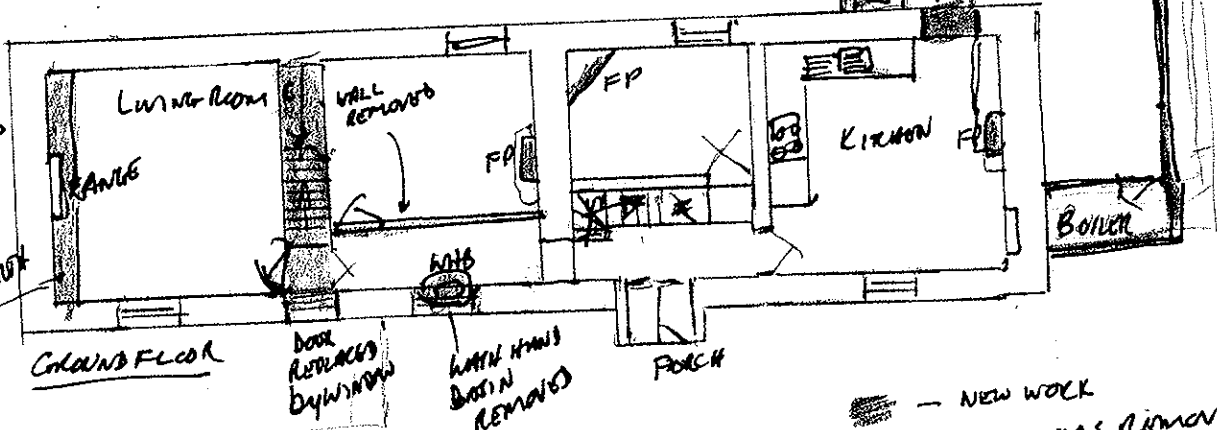 LIVING ROOM
WALL
REMOVED
FP
FP
KITCHEN
FP
RANGE
WHB
BOILER
GROUND FLOOR
DOOR
REPLACED
BY WINDOW
WASH HAND
BASIN
REMOVED
PORCH
— NEW WORK